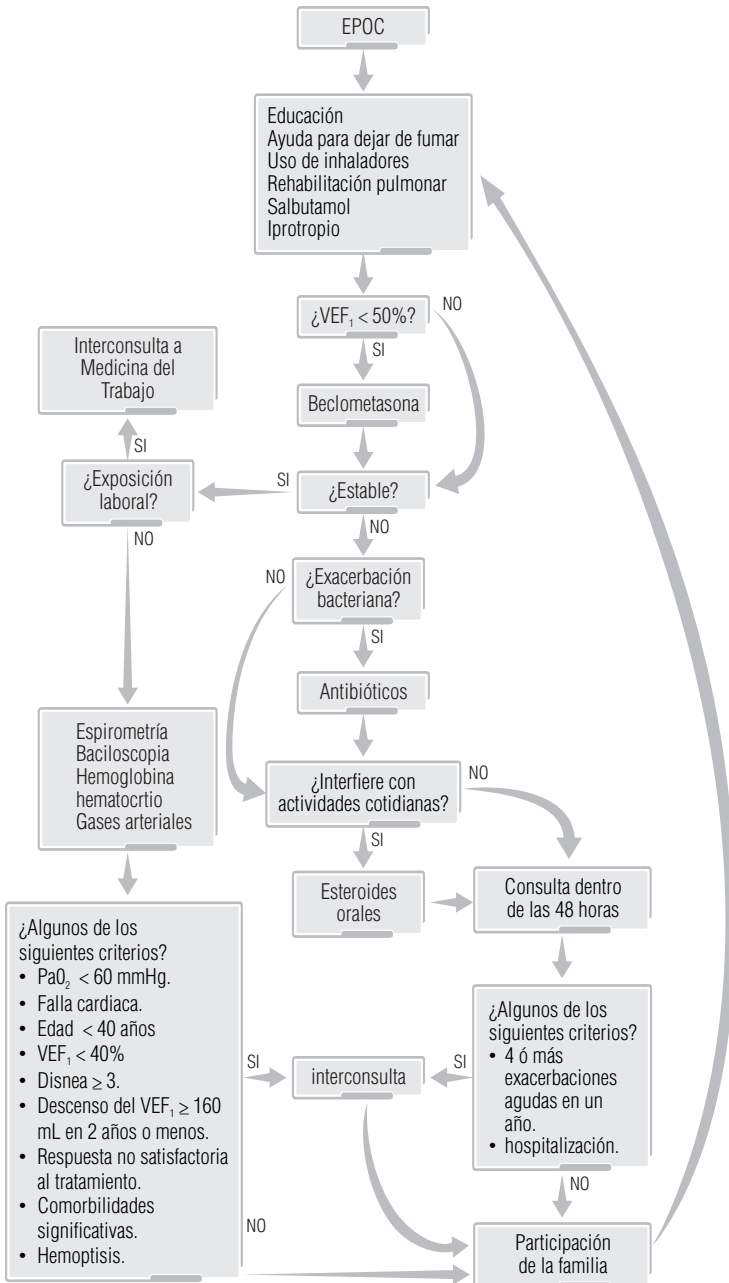 EPOC
Educación
Ayuda para dejar de fumar
Uso de inhaladores
Rehabilitación pulmonar
Salbutamol
Iprotropio
¿VEF₁ < 50%?
NO
SI
Interconsulta a
Medicina del
Trabajo
Beclometasona
SI
¿Exposición
laboral?
SI
¿Estable?
NO
NO
NO
¿Exacerbación
bacteriana?
SI
Antibióticos
Espirometría
Baciloscopia
Hemoglobina
hematocrtio
Gases arteriales
¿Interfiere con
actividades cotidianas?
NO
SI
Esteroides
orales
Consulta dentro
de las 48 horas
¿Algunos de los
siguientes criterios?
• PaO₂ < 60 mmHg.
• Falla cardiaca.
• Edad < 40 años
• VEF₁ < 40%
• Disnea ≥ 3.
• Descenso del VEF₁ ≥ 160
mL en 2 años o menos.
• Respuesta no satisfactoria
al tratamiento.
• Comorbilidades
significativas.
• Hemoptisis.
SI
NO
interconsulta
SI
¿Algunos de los
siguientes criterios?
• 4 ó más
exacerbaciones
agudas en un
año.
• hospitalización.
NO
Participación
de la familia